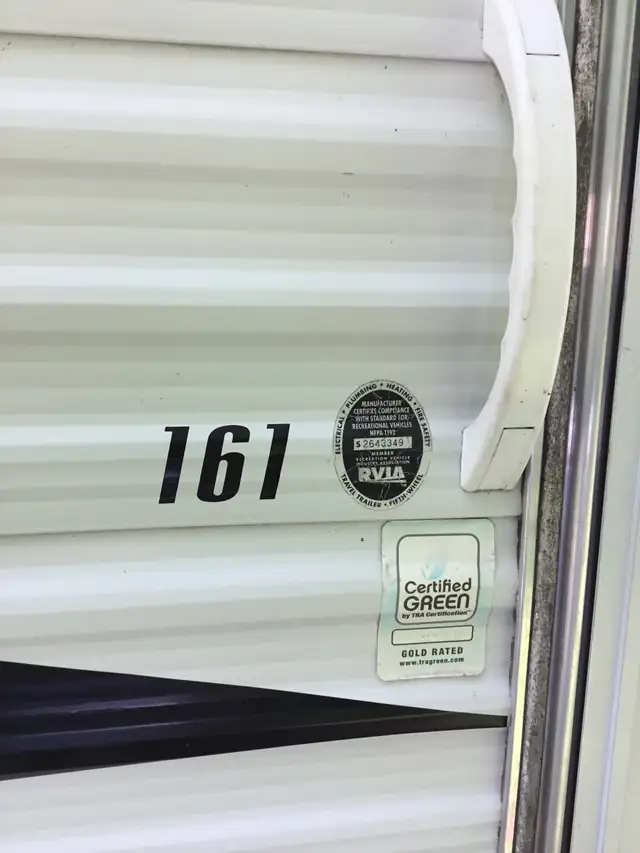 161
ELECTRICAL • PLUMBING • HEATING • FIRE SAFETY
MANUFACTURER
CERTIFIES COMPLIANCE
WITH STANDARD FOR
RECREATIONAL VEHICLES
NFPA 1192
S 2643349
MEMBER
RECREATION VEHICLE
INDUSTRY ASSOCIATION
RVIA
TRAVEL TRAILER • FIFTH-WHEEL
Certified
GREEN
by TRA Certification™
GOLD RATED
www.tragreen.com